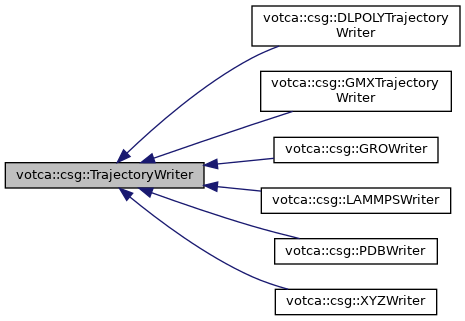 votca::csg::DLPOLYTrajectory
Writer
votca::csg::GMXTrajectory
Writer
votca::csg::GROWriter
votca::csg::TrajectoryWriter
votca::csg::LAMMPSWriter
votca::csg::PDBWriter
votca::csg::XYZWriter